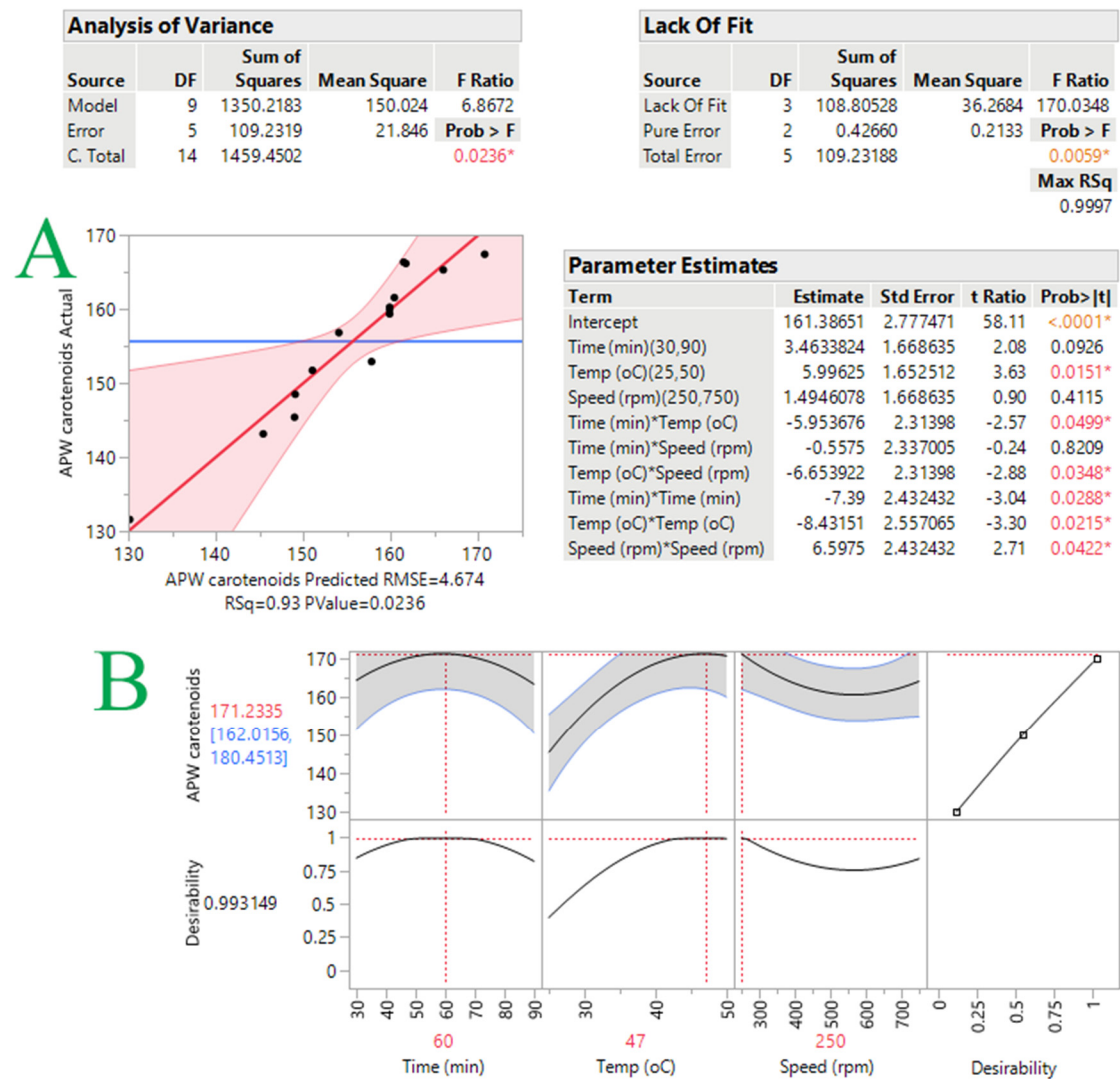 Analysis of Variance
Source DF Sum of Squares Mean Square F Ratio
Model 9 1350.2183 150.024 6.8672
Error 5 109.2319 21.846 Prob > F
C. Total 14 1459.4502 0.0236*
Lack Of Fit
Source DF Sum of Squares Mean Square F Ratio
Lack Of Fit 3 108.80528 36.2684 170.0348
Pure Error 2 0.42660 0.2133 Prob > F
Total Error 5 109.23188 0.0059*
Max RSq
0.9997
A
APW carotenoids Actual
170
160
150
140
130
130 140 150 160 170
APW carotenoids Predicted RMSE=4.674
RSq=0.93 PValue=0.0236
Parameter Estimates
Term Estimate Std Error t Ratio Prob>|t|
Intercept 161.38651 2.777471 58.11 <.0001*
Time (min)(30,90) 3.4633824 1.668635 2.08 0.0926
Temp (oC)(25,50) 5.99625 1.652512 3.63 0.0151*
Speed (rpm)(250,750) 1.4946078 1.668635 0.90 0.4115
Time (min)*Temp (oC) -5.953676 2.31398 -2.57 0.0499*
Time (min)*Speed (rpm) -0.5575 2.337005 -0.24 0.8209
Temp (oC)*Speed (rpm) -6.653922 2.31398 -2.88 0.0348*
Time (min)*Time (min) -7.39 2.432432 -3.04 0.0288*
Temp (oC)*Temp (oC) -8.43151 2.557065 -3.30 0.0215*
Speed (rpm)*Speed (rpm) 6.5975 2.432432 2.71 0.0422*
B
APW carotenoids
171.2335
[162.0156,
180.4513]
170
160
150
140
130
Desirability
0.993149
1
0.75
0.5
0.25
0
30 40 50 60 70 80 90
30 40 50
300 400 500 600 700
0 0.25 0.5 0.75 1
60 47 250
Time (min) Temp (oC) Speed (rpm) Desirability